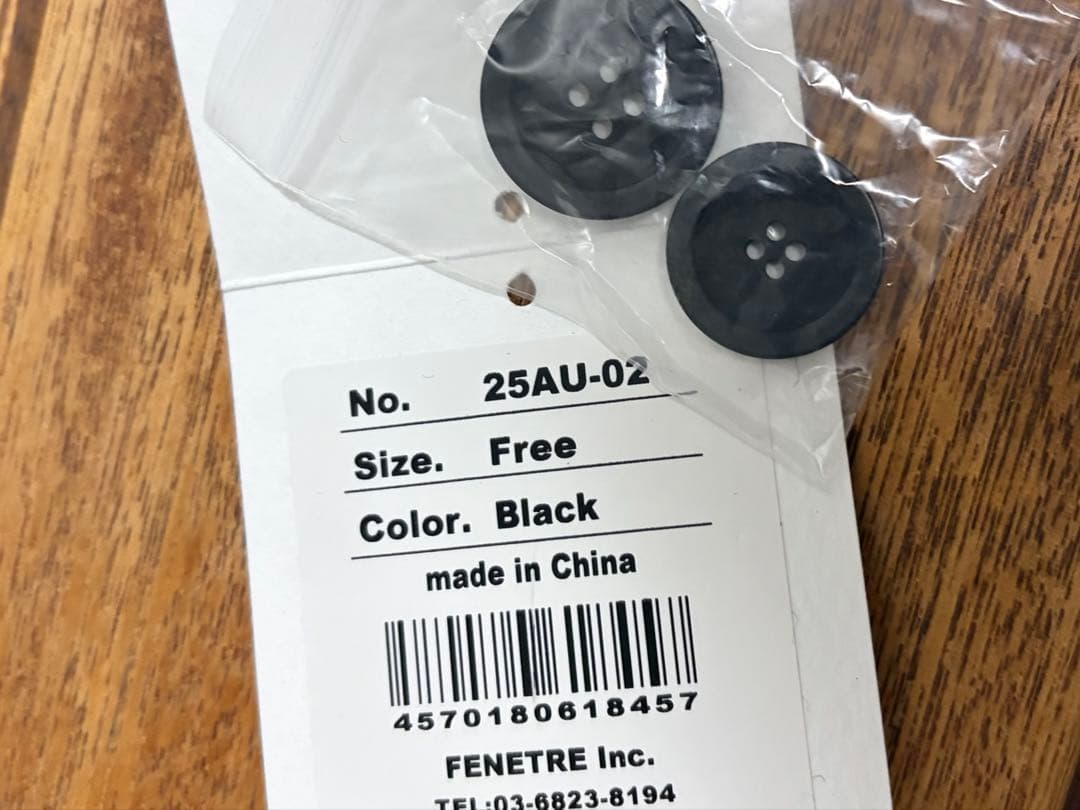 No. 25AU-02
Size. Free
Color. Black
made in China
4570180618457
FENETRE Inc.
TEL:03-6823-8194